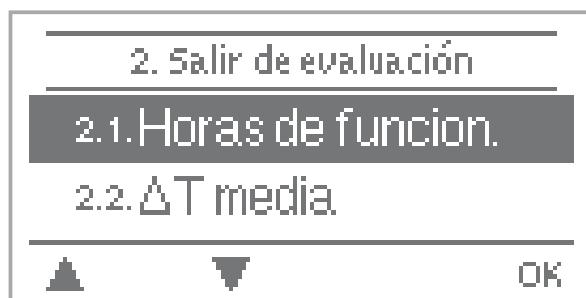 2. Salir de evaluación
2.1.Horas de funcion.
2.2.ΔT media
OK